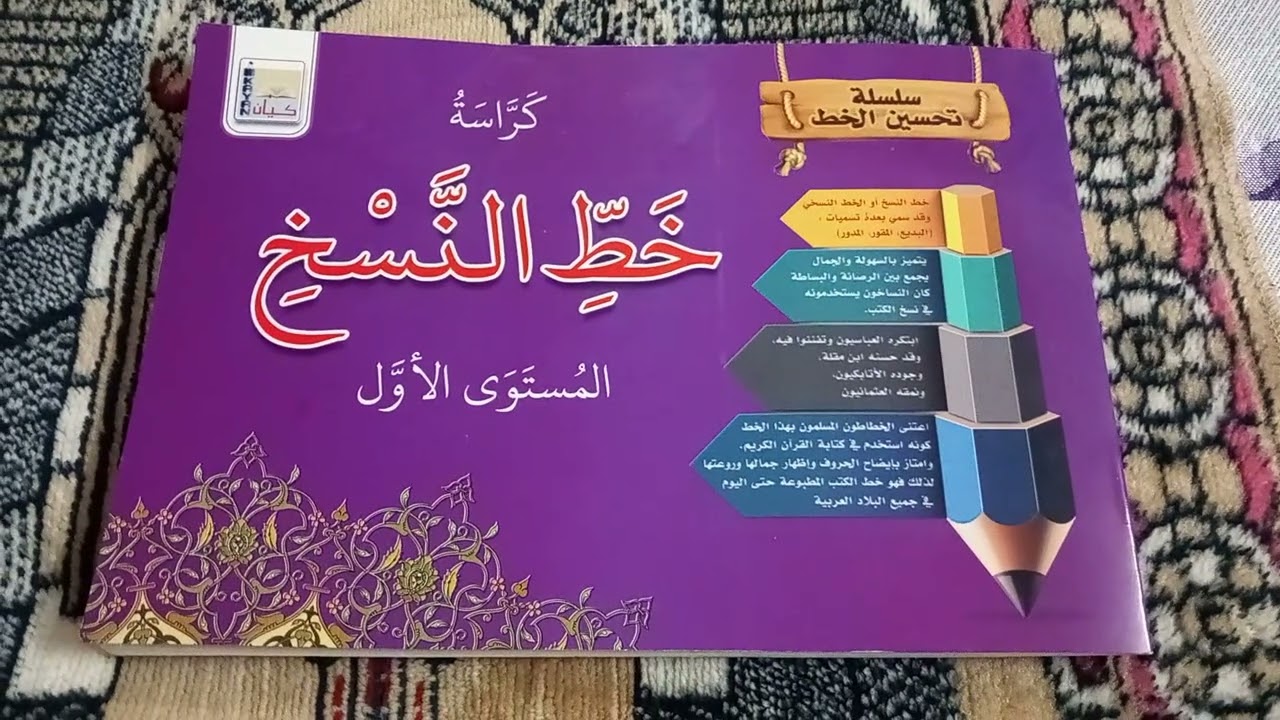 سلسلة
تحسين الخط
كَرَّاسَةُ
خَطِّ النَّسْخِ
المُستَوَى الأوَّل
خط النسخ أو الخط النسخي
وقد سمي بعدة تسميات ،
(البديع، المقور، المدور)
يتميز بالسهولة والجمال
يجمع بين الرصانة والبساطة
كان النساخون يستخدمونه
في نسخ الكتب.
ابتكره العباسيون وتفننوا فيه.
وقد حسنه ابن مقلة.
وجوده الأتابكيون.
ونمقه العثمانيون
اعتنى الخطاطون المسلمون بهذا الخط
كونه استخدم في كتابة القرآن الكريم.
وامتاز بإيضاح الحروف وإظهار جمالها وروعتها
لذلك فهو خط الكتب المطبوعة حتى اليوم
في جميع البلاد العربية
كيان
KAYAN